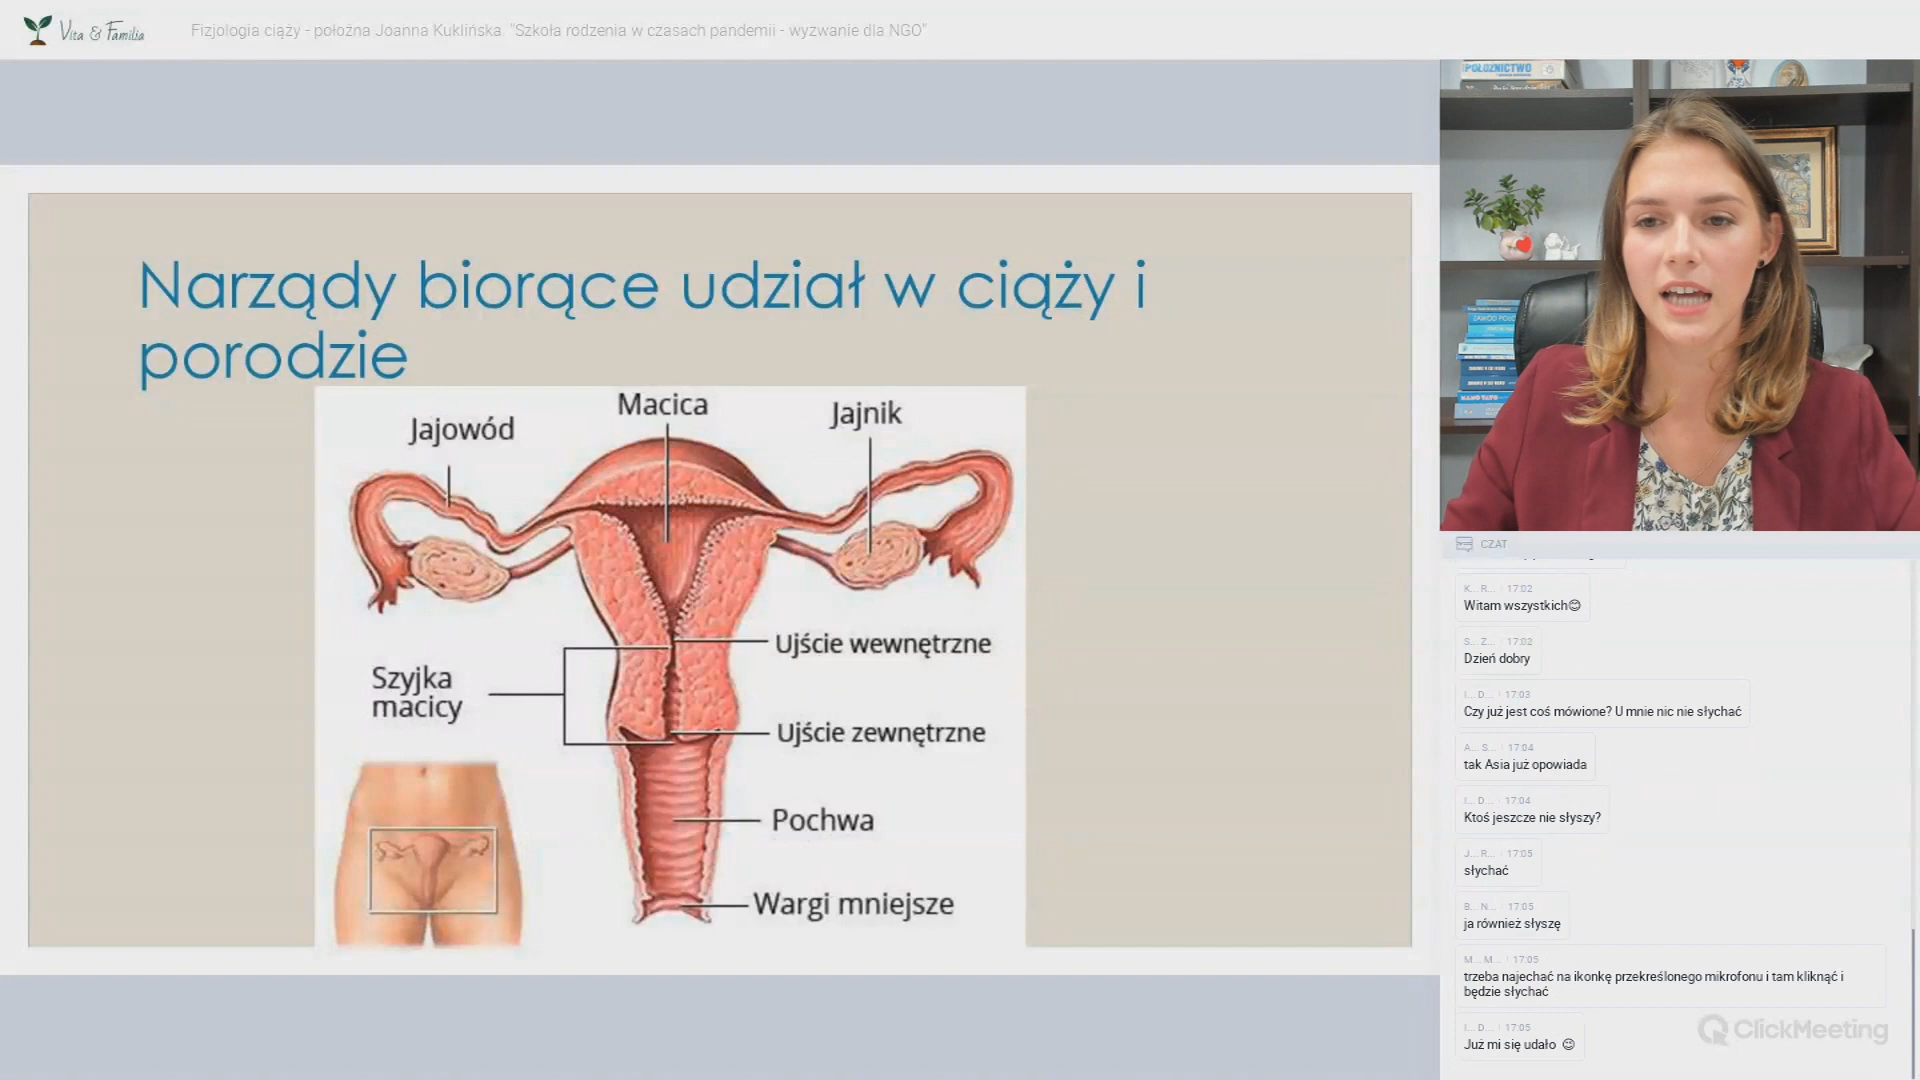 Vita & Familia
Fizjologia ciąży - położna Joanna Kuklińska. "Szkoła rodzenia w czasach pandemii - wyzwanie dla NGO"
POŁOŻNICTWO
Narządy biorące udział w ciąży i
porodzie
Macica
Jajowód
Jajnik
Ujście wewnętrzne
Szyjka
macicy
Ujście zewnętrzne
Pochwa
Wargi mniejsze
CZAT
K... R... 17:02
Witam wszystkich😊
S... Z... 17:02
Dzień dobry
I... D... 17:03
Czy już jest coś mówione? U mnie nic nie słychać
A... S... 17:04
tak Asia już opowiada
I... D... 17:04
Ktoś jeszcze nie słyszy?
J... R... 17:05
słychać
B... N... 17:05
ja również słyszę
M... M... 17:05
trzeba najechać na ikonkę przekreślonego mikrofonu i tam kliknąć i
będzie słychać
I... D... 17:05
Już mi się udało 😉
ClickMeeting